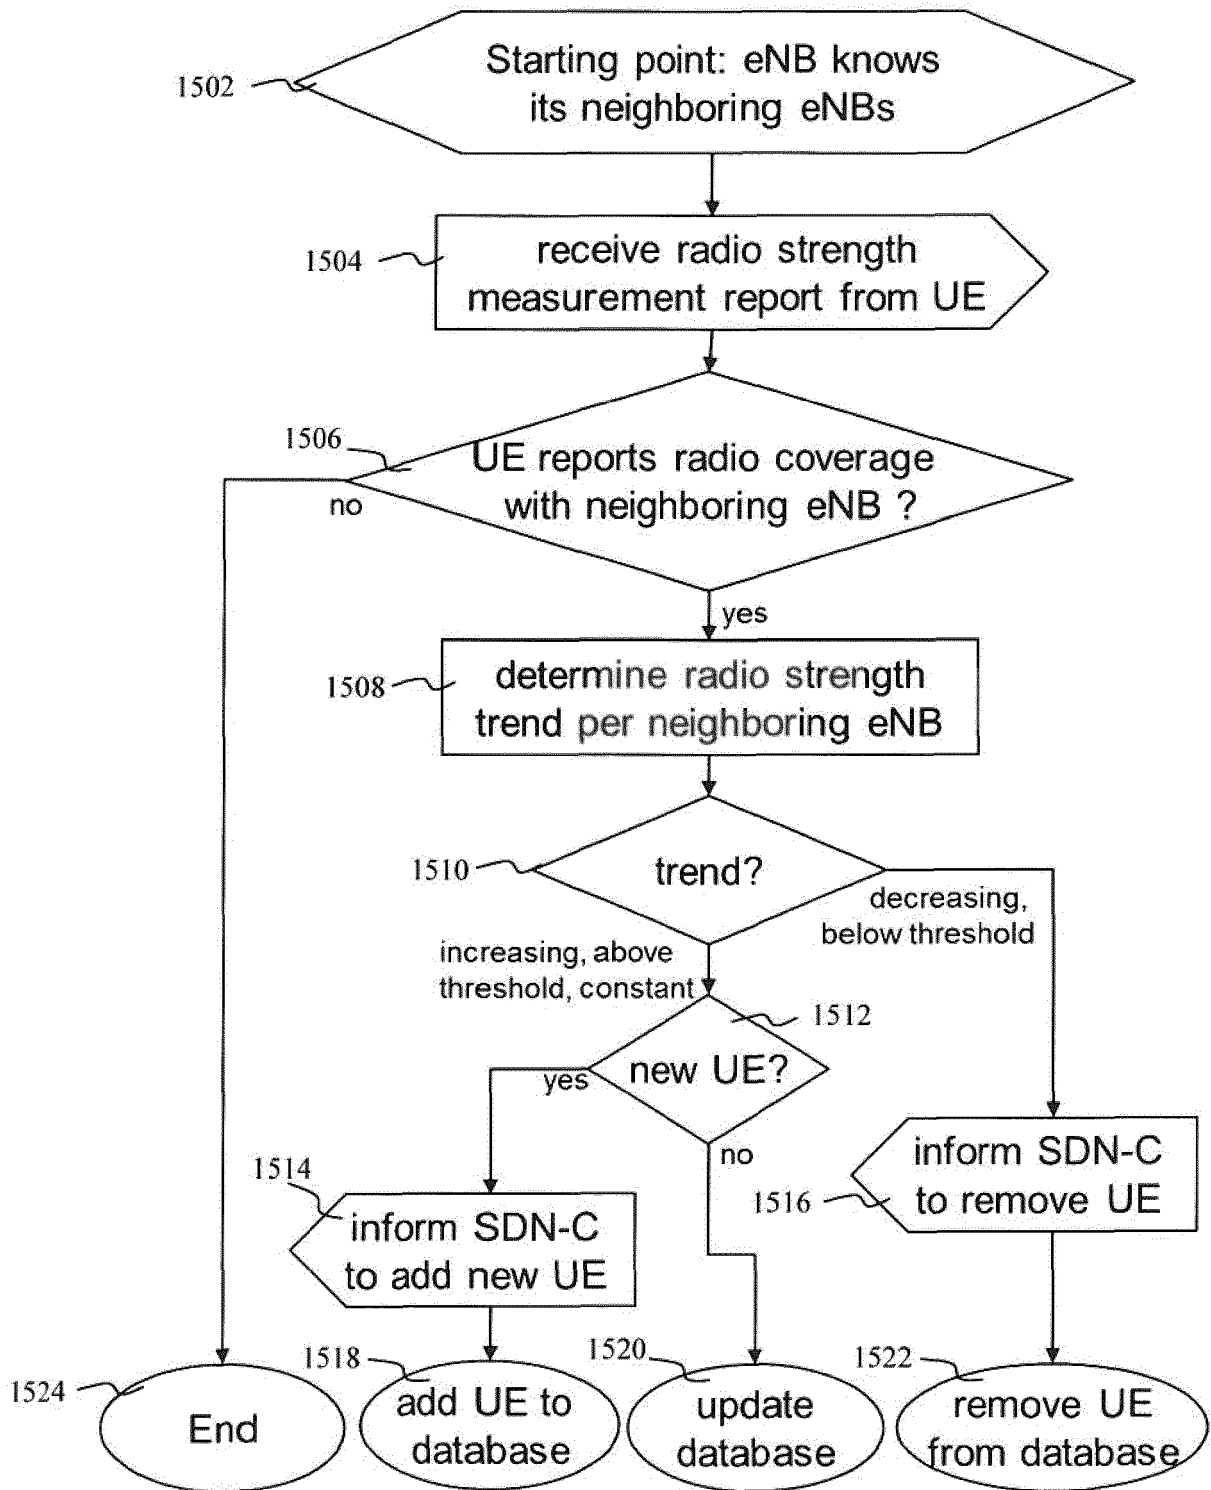 Starting point: eNB knows
its neighboring eNBs
1502
receive radio strength
measurement report from UE
1504
1506
UE reports radio coverage
with neighboring eNB ?
no
yes
1508
determine radio strength
trend per neighboring eNB
1510
trend?
decreasing,
below threshold
increasing, above
threshold, constant
1512
new UE?
yes
no
1514
inform SDN-C
to add new UE
inform SDN-C
to remove UE
1516
1524
End
1518
add UE to
database
1520
update
database
1522
remove UE
from database